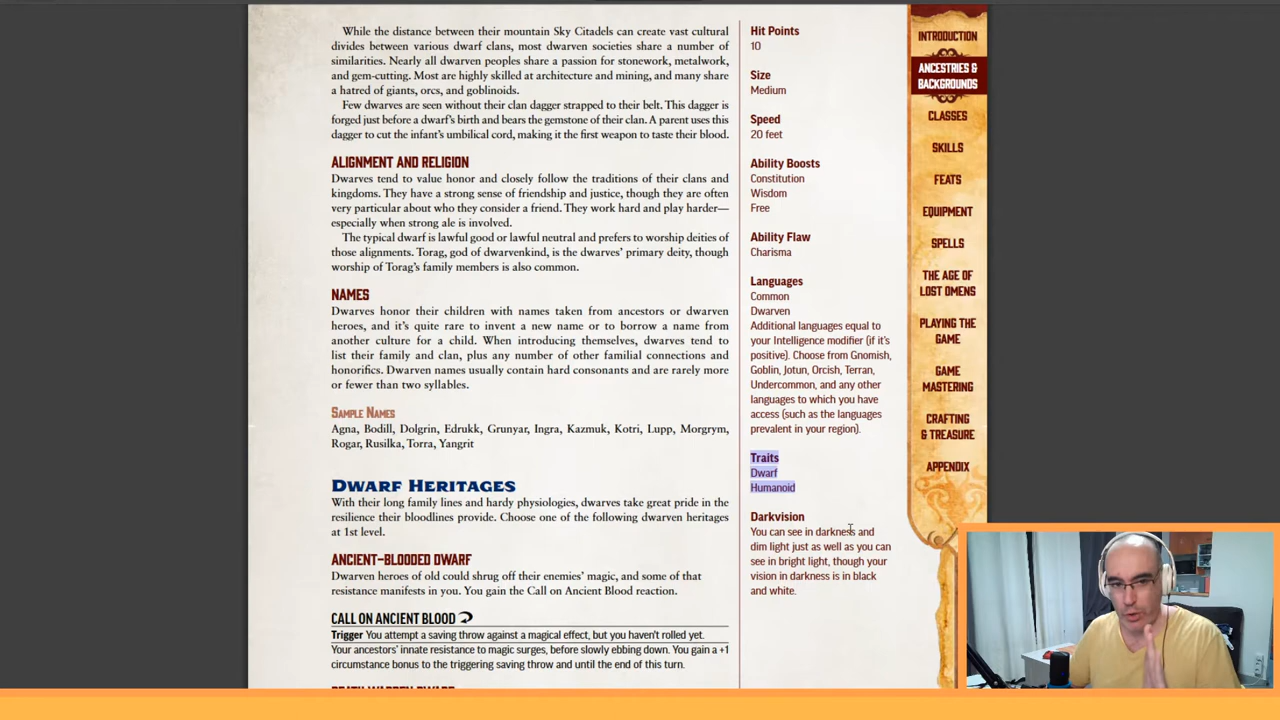 While the distance between their mountain Sky Citadels can create vast cultural
divides between various dwarf clans, most dwarven societies share a number of
similarities. Nearly all dwarven peoples share a passion for stonework, metalwork,
and gem-cutting. Most are highly skilled at architecture and mining, and many share
a hatred of giants, orcs, and goblinoids.
Few dwarves are seen without their clan dagger strapped to their belt. This dagger is
forged just before a dwarf's birth and bears the gemstone of their clan. A parent uses this
dagger to cut the infant's umbilical cord, making it the first weapon to taste their blood.
ALIGNMENT AND RELIGION
Dwarves tend to value honor and closely follow the traditions of their clans and
kingdoms. They have a strong sense of friendship and justice, though they are often
very particular about who they consider a friend. They work hard and play harder—
especially when strong ale is involved.
The typical dwarf is lawful good or lawful neutral and prefers to worship deities of
those alignments. Torag, god of dwarvenkind, is the dwarves' primary deity, though
worship of Torag's family members is also common.
NAMES
Dwarves honor their children with names taken from ancestors or dwarven
heroes, and it's quite rare to invent a new name or to borrow a name from
another culture for a child. When introducing themselves, dwarves tend to
list their family and clan, plus any number of other familial connections and
honorifics. Dwarven names usually contain hard consonants and are rarely more
or fewer than two syllables.
SAMPLE NAMES
Agna, Bodill, Dolgrin, Edrukk, Grunyar, Ingra, Kazmuk, Kotri, Lupp, Morgrym,
Rogar, Rusilka, Torra, Yangrit
DWARF HERITAGES
With their long family lines and hardy physiologies, dwarves take great pride in the
resilience their bloodlines provide. Choose one of the following dwarven heritages
at 1st level.
ANCIENT-BLOODED DWARF
Dwarven heroes of old could shrug off their enemies' magic, and some of that
resistance manifests in you. You gain the Call on Ancient Blood reaction.
CALL ON ANCIENT BLOOD
Trigger You attempt a saving throw against a magical effect, but you haven't rolled yet.
Your ancestors' innate resistance to magic surges, before slowly ebbing down. You gain a +1
circumstance bonus to the triggering saving throw and until the end of this turn.
Hit Points
10
Size
Medium
Speed
20 feet
Ability Boosts
Constitution
Wisdom
Free
Ability Flaw
Charisma
Languages
Common
Dwarven
Additional languages equal to
your Intelligence modifier (if it's
positive). Choose from Gnomish,
Goblin, Jotun, Orcish, Terran,
Undercommon, and any other
languages to which you have
access (such as the languages
prevalent in your region).
Traits
Dwarf
Humanoid
Darkvision
You can see in darkness and
dim light just as well as you can
see in bright light, though your
vision in darkness is in black
and white.
INTRODUCTION
ANCESTRIES &
BACKGROUNDS
CLASSES
SKILLS
FEATS
EQUIPMENT
SPELLS
THE AGE OF
LOST OMENS
PLAYING THE
GAME
GAME
MASTERING
CRAFTING
& TREASURE
APPENDIX